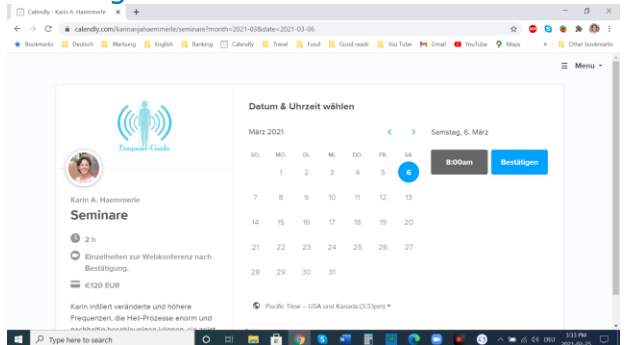 Calendly - Karin A. Haemmerle
calendly.com/karinanjahaemmerle/seminare?month=2021-03&date=2021-03-06
Bookmarks Deutsch Werbung English Banking Calendly Travel Food Good reads You Tube Gmail YouTube Maps » Other bookmarks
Menu
Datum & Uhrzeit wählen
März 2021
Samstag, 6. März
SO. MO. DI. MI. DO. FR. SA.
1 2 3 4 5 6
8:00am Bestätigen
7 8 9 10 11 12 13
14 15 16 17 18 19 20
21 22 23 24 25 26 27
28 29 30 31
Pacific Time – USA und Kanada (3:33pm)
Frequenz-Guide
Karin A. Haemmerle
Seminare
2 h
Einzelheiten zur Webkonferenz nach
Bestätigung.
€120 EUR
Karin initiiert veränderte und höhere
Frequenzen, die Heil-Prozesse enorm und
Type here to search
DEU
3:33 PM